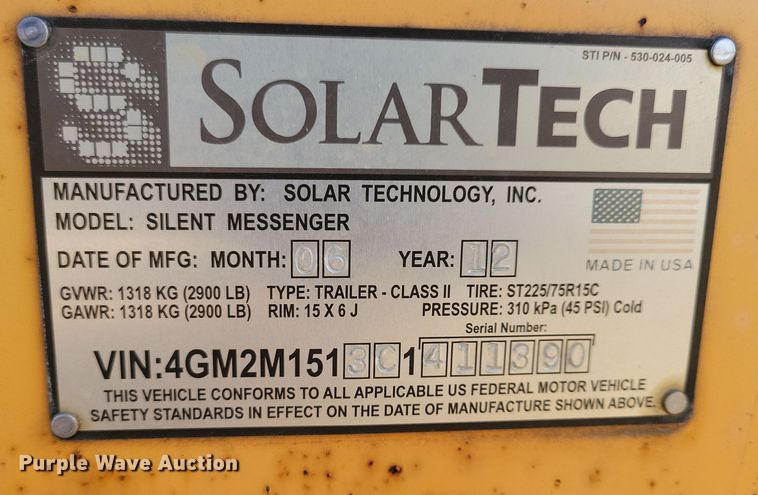 STI P/N - 530-024-005
SOLARTECH
MANUFACTURED BY: SOLAR TECHNOLOGY, INC.
MODEL: SILENT MESSENGER
DATE OF MFG: MONTH: 06 YEAR: 12
MADE IN USA
GVWR: 1318 KG (2900 LB) TYPE: TRAILER - CLASS II TIRE: ST225/75R15C
GAWR: 1318 KG (2900 LB) RIM: 15 X 6 J PRESSURE: 310 kPa (45 PSI) Cold
Serial Number:
VIN:4GM2M1513C1411390
THIS VEHICLE CONFORMS TO ALL APPLICABLE US FEDERAL MOTOR VEHICLE
SAFETY STANDARDS IN EFFECT ON THE DATE OF MANUFACTURE SHOWN ABOVE.
Purple Wave Auction